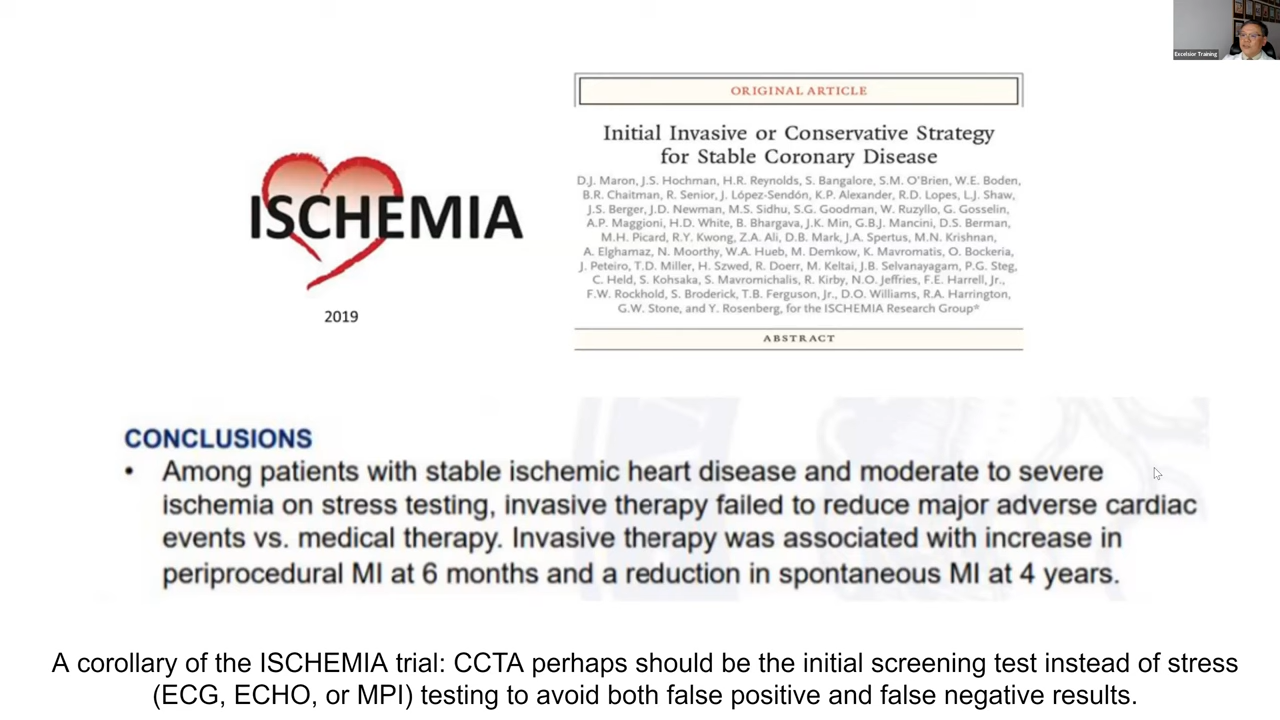 Excelsior Training
ISCHEMIA
2019
ORIGINAL ARTICLE
Initial Invasive or Conservative Strategy
for Stable Coronary Disease
D.J. Maron, J.S. Hochman, H.R. Reynolds, S. Bangalore, S.M. O'Brien, W.E. Boden,
B.R. Chaitman, R. Senior, J. López-Sendón, K.P. Alexander, R.D. Lopes, L.J. Shaw,
J.S. Berger, J.D. Newman, M.S. Sidhu, S.G. Goodman, W. Ruzyllo, G. Gosselin,
A.P. Maggioni, H.D. White, B. Bhargava, J.K. Min, G.B.J. Mancini, D.S. Berman,
M.H. Picard, R.Y. Kwong, Z.A. Ali, D.B. Mark, J.A. Spertus, M.N. Krishnan,
A. Elghamaz, N. Moorthy, W.A. Hueb, M. Demkow, K. Mavromatis, O. Bockeria,
J. Peteiro, T.D. Miller, H. Szwed, R. Doerr, M. Keltai, J.B. Selvanayagam, P.G. Steg,
C. Held, S. Kohsaka, S. Mavromichalis, R. Kirby, N.O. Jeffries, F.E. Harrell, Jr.,
F.W. Rockhold, S. Broderick, T.B. Ferguson, Jr., D.O. Williams, R.A. Harrington,
G.W. Stone, and Y. Rosenberg, for the ISCHEMIA Research Group*
ABSTRACT
CONCLUSIONS
• Among patients with stable ischemic heart disease and moderate to severe
ischemia on stress testing, invasive therapy failed to reduce major adverse cardiac
events vs. medical therapy. Invasive therapy was associated with increase in
periprocedural MI at 6 months and a reduction in spontaneous MI at 4 years.
A corollary of the ISCHEMIA trial: CCTA perhaps should be the initial screening test instead of stress
(ECG, ECHO, or MPI) testing to avoid both false positive and false negative results.